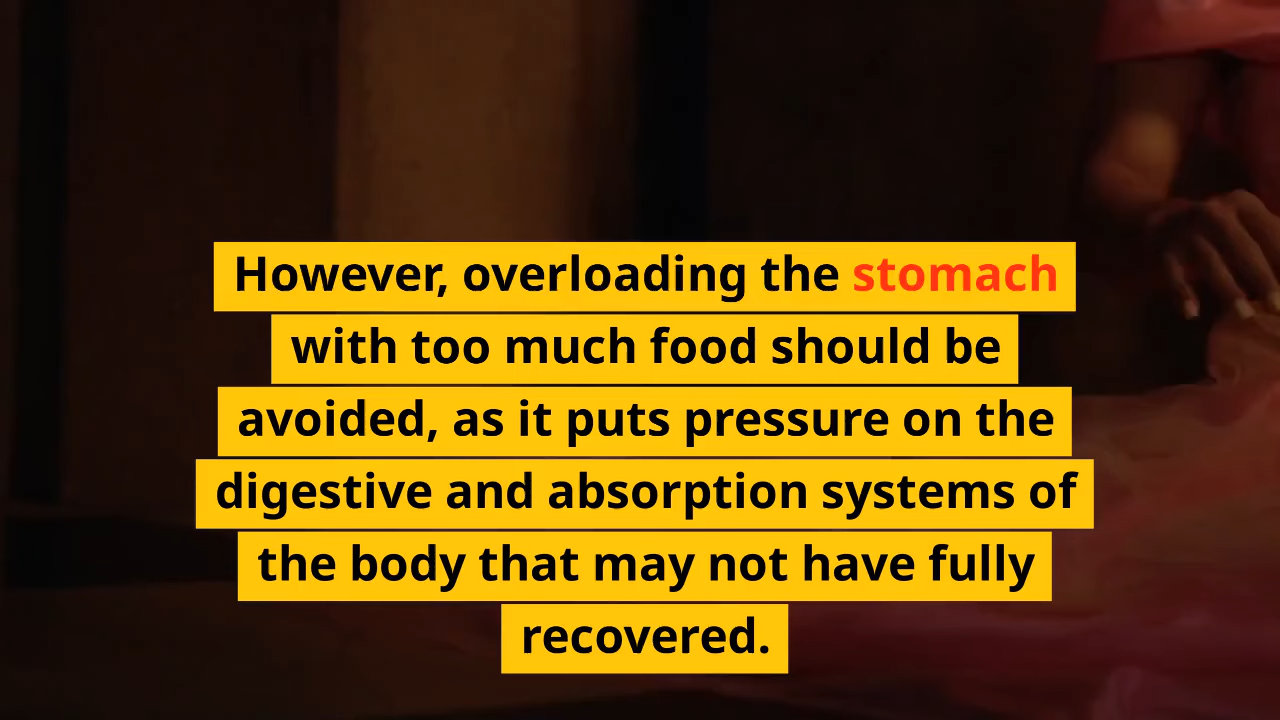 However, overloading the stomach
with too much food should be
avoided, as it puts pressure on the
digestive and absorption systems of
the body that may not have fully
recovered.